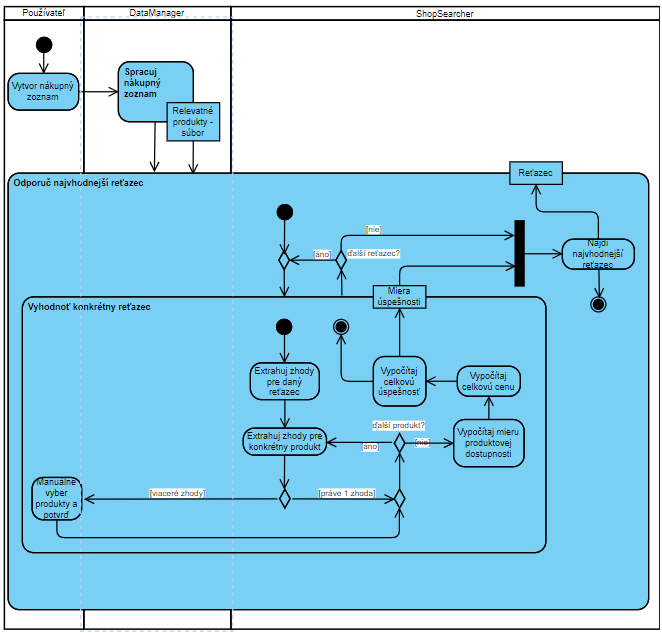 Používateľ
DataManager
ShopSearcher
Vytvor nákupný
zoznam
Spracuj
nákupný
zoznam
Relevatné
produkty -
súbor
Odporuč najvhodnejší reťazec
Reťazec
[nie]
[áno]
ďalší reťazec?
Najdi
najvhodnejší
reťazec
Miera
úspešnosti
Vyhodnoť konkrétny reťazec
Extrahuj zhody
pre daný
reťazec
Vypočítaj
celkovú
úspešnosť
Vypočítaj
celkovú cenu
ďalší produkt?
Extrahuj zhody pre
konkrétny produkt
[áno]
[nie]
Vypočítaj mieru
produktovej
dostupnosti
Manuálne
vyber
produkty a
potvrď
[viaceré zhody]
[práve 1 zhoda]